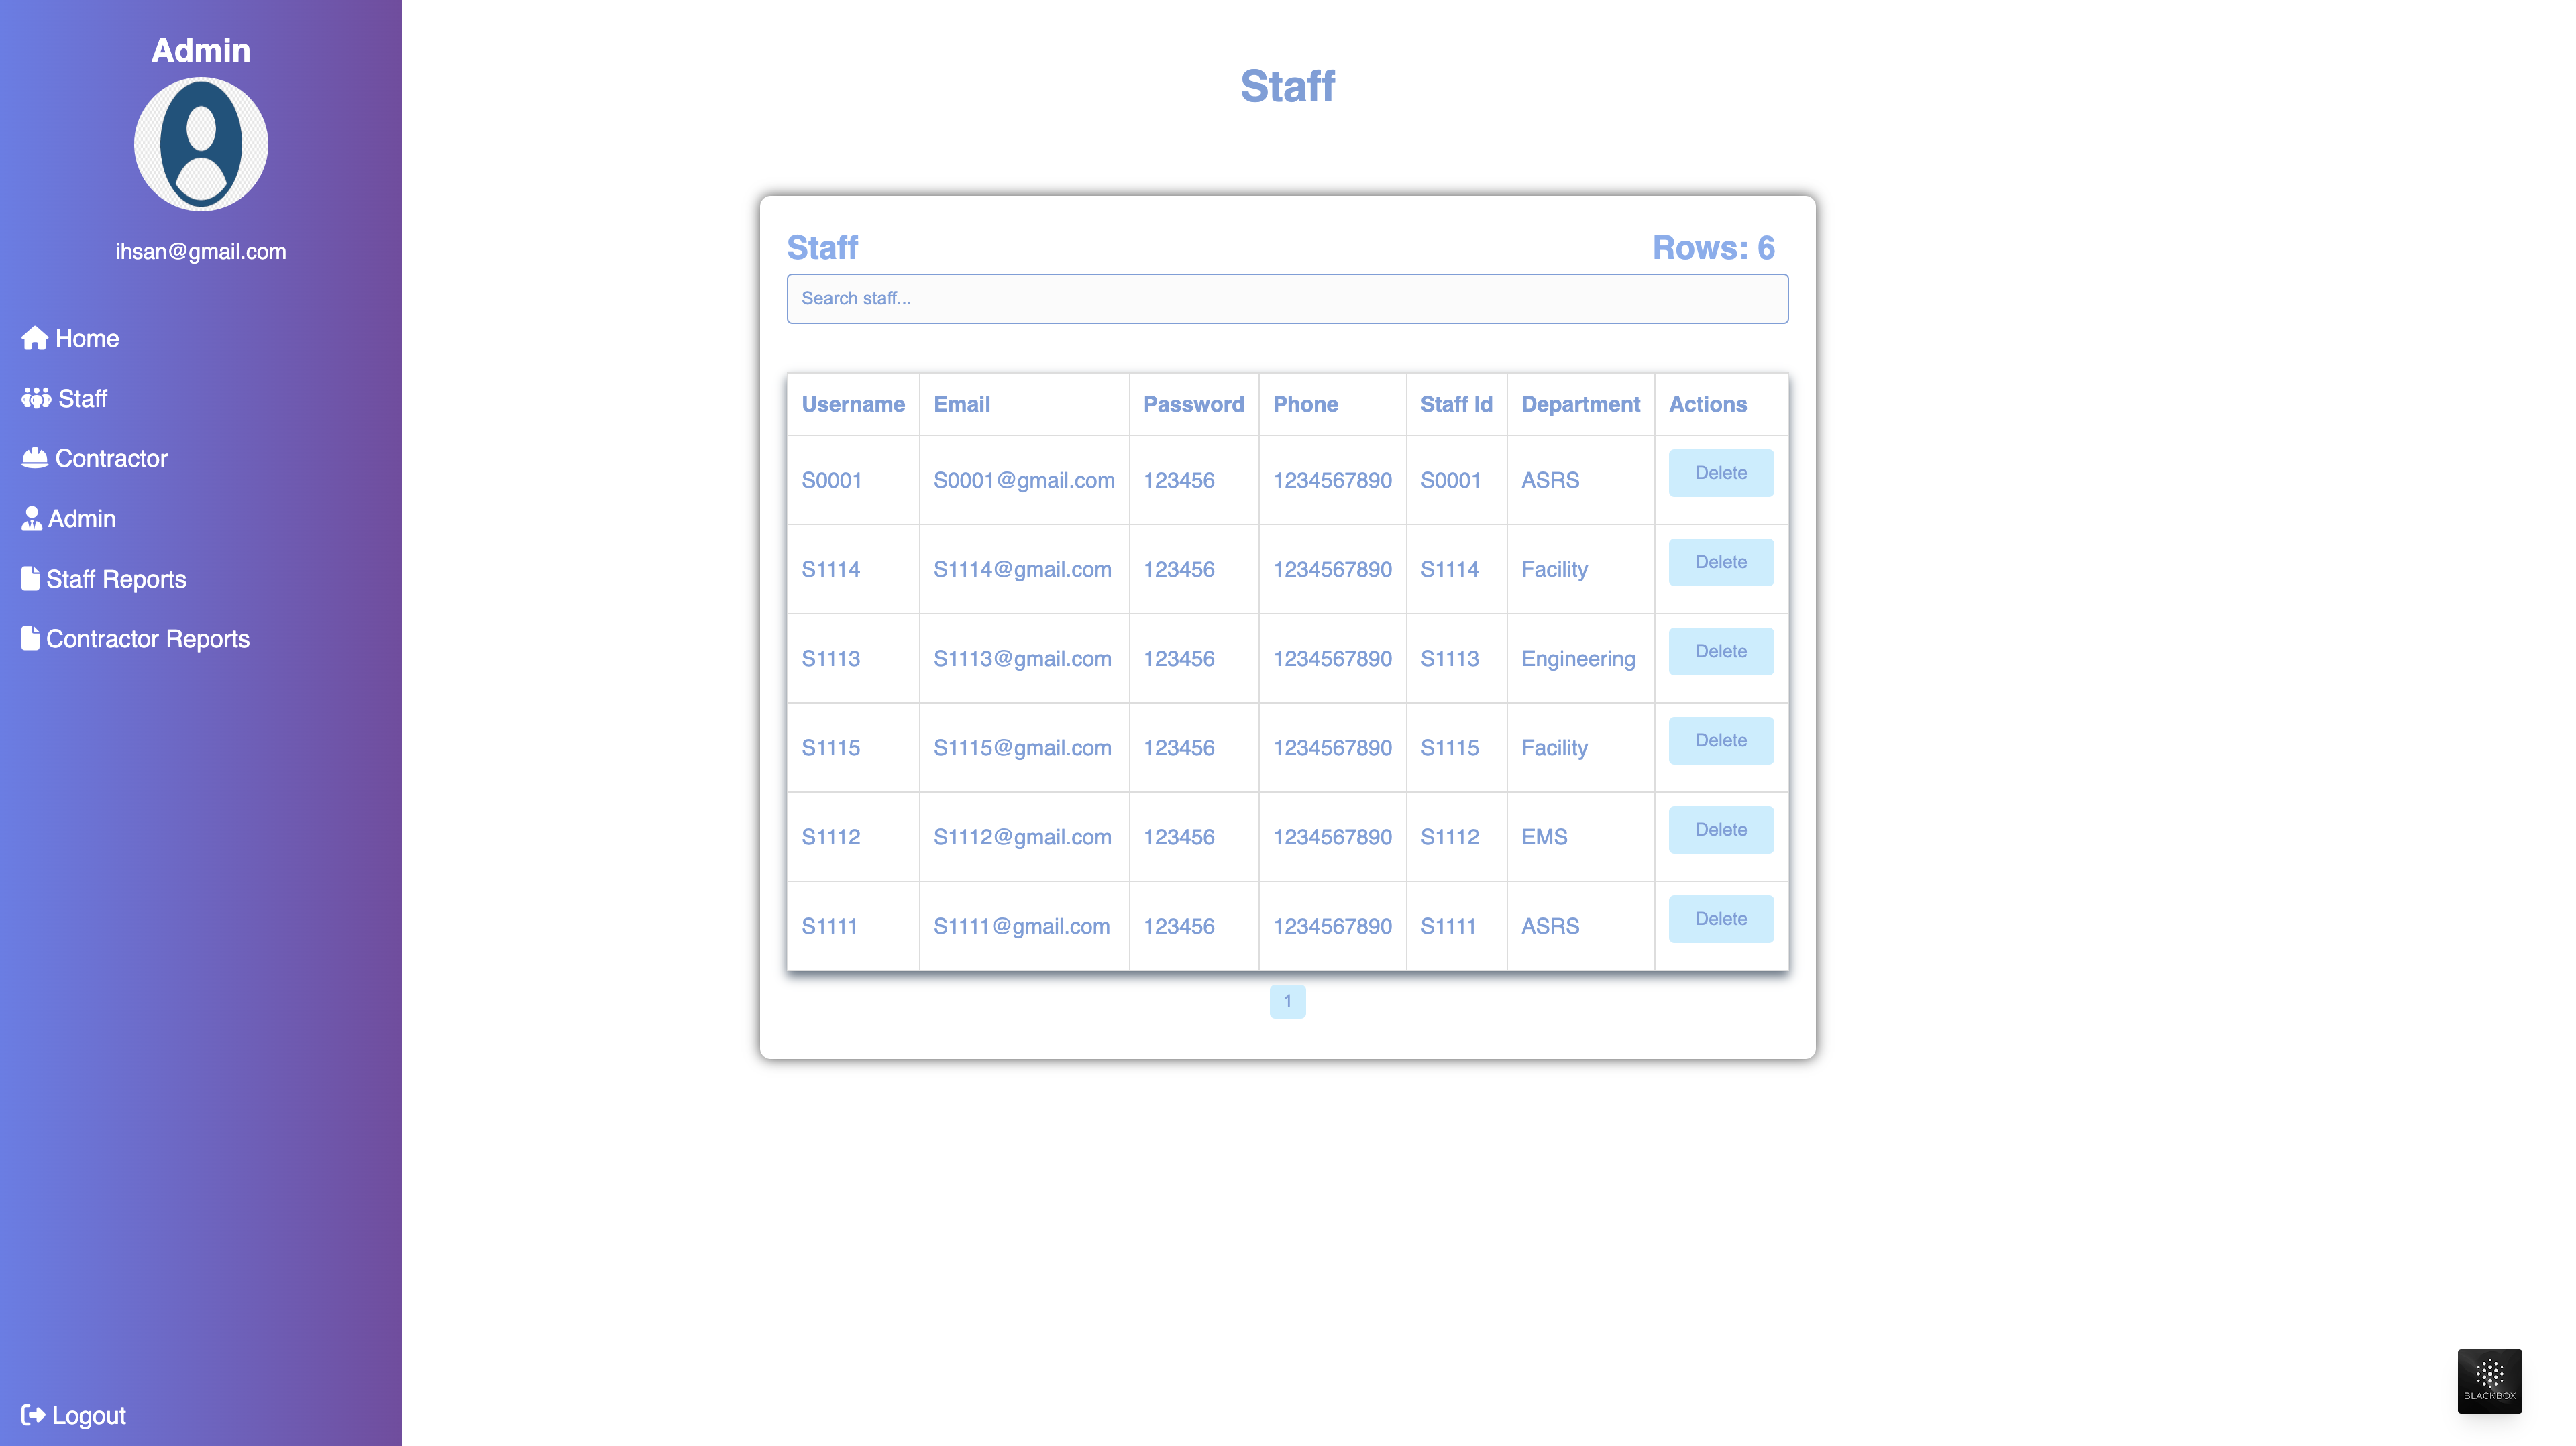 Admin
ihsan@gmail.com
Home
Staff
Contractor
Admin
Staff Reports
Contractor Reports
Logout
Staff
Staff Rows: 6
Search staff...
Username Email Password Phone Staff Id Department Actions
S0001 S0001@gmail.com 123456 1234567890 S0001 ASRS Delete
S1114 S1114@gmail.com 123456 1234567890 S1114 Facility Delete
S1113 S1113@gmail.com 123456 1234567890 S1113 Engineering Delete
S1115 S1115@gmail.com 123456 1234567890 S1115 Facility Delete
S1112 S1112@gmail.com 123456 1234567890 S1112 EMS Delete
S1111 S1111@gmail.com 123456 1234567890 S1111 ASRS Delete
1
BLACKBOX